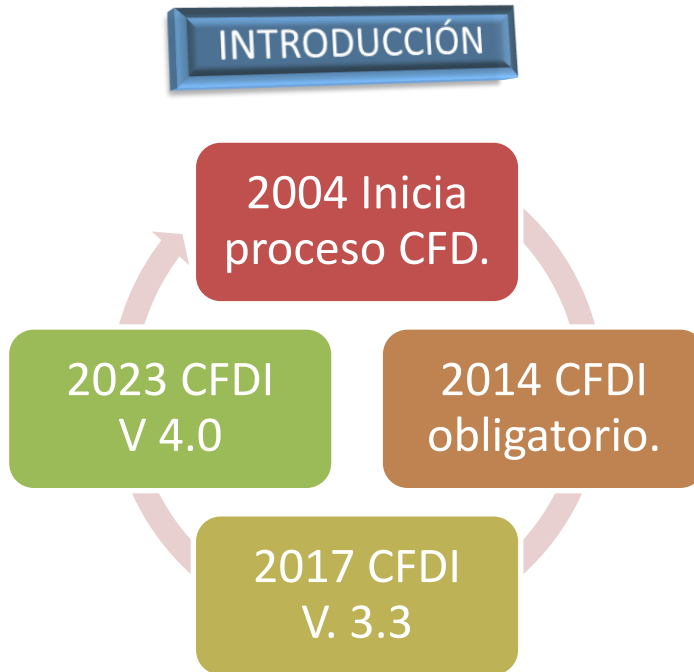 INTRODUCCIÓN
2004 Inicia
proceso CFD.
2014 CFDI
obligatorio.
2017 CFDI
V. 3.3
2023 CFDI
V 4.0